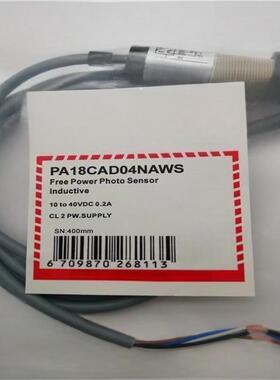 PA18CAD04NAWS
Free Power Photo Sensor
Inductive
10 to 40VDC 0.2A
CL 2 PW.SUPPLY
SN:400mm
6 709870 268113